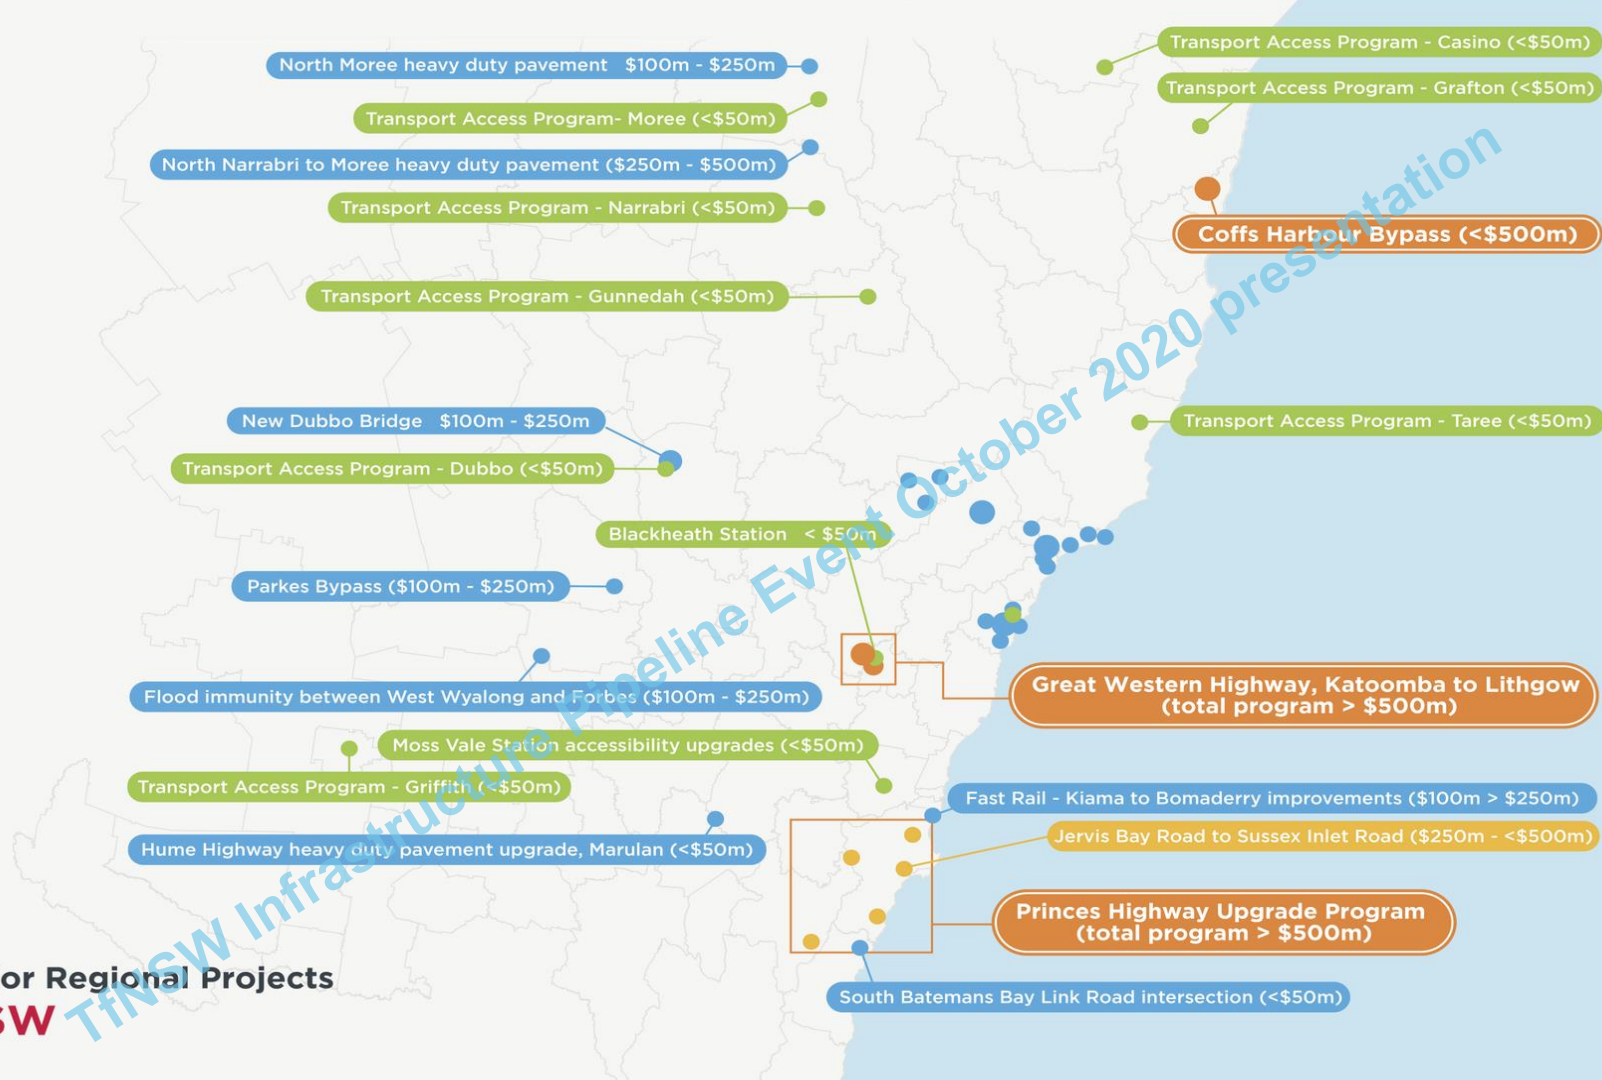 Transport Access Program - Casino (<$50m)
North Moree heavy duty pavement $100m - $250m
Transport Access Program - Grafton (<$50m)
Transport Access Program- Moree (<$50m)
North Narrabri to Moree heavy duty pavement ($250m - $500m)
Transport Access Program - Narrabri (<$50m)
Coffs Harbour Bypass (<$500m)
Transport Access Program - Gunnedah (<$50m)
New Dubbo Bridge $100m - $250m
Transport Access Program - Taree (<$50m)
Transport Access Program - Dubbo (<$50m)
Blackheath Station < $50m
Parkes Bypass ($100m - $250m)
Great Western Highway, Katoomba to Lithgow
(total program > $500m)
Flood immunity between West Wyalong and Forbes ($100m - $250m)
Moss Vale Station accessibility upgrades (<$50m)
Transport Access Program - Griffith (<$50m)
Fast Rail - Kiama to Bomaderry improvements ($100m > $250m)
Jervis Bay Road to Sussex Inlet Road ($250m - <$500m)
Hume Highway heavy duty pavement upgrade, Marulan (<$50m)
Princes Highway Upgrade Program
(total program > $500m)
South Batemans Bay Link Road intersection (<$50m)
or Regional Projects
SW
TfNSW Infrastructure Pipeline Event October 2020 presentation